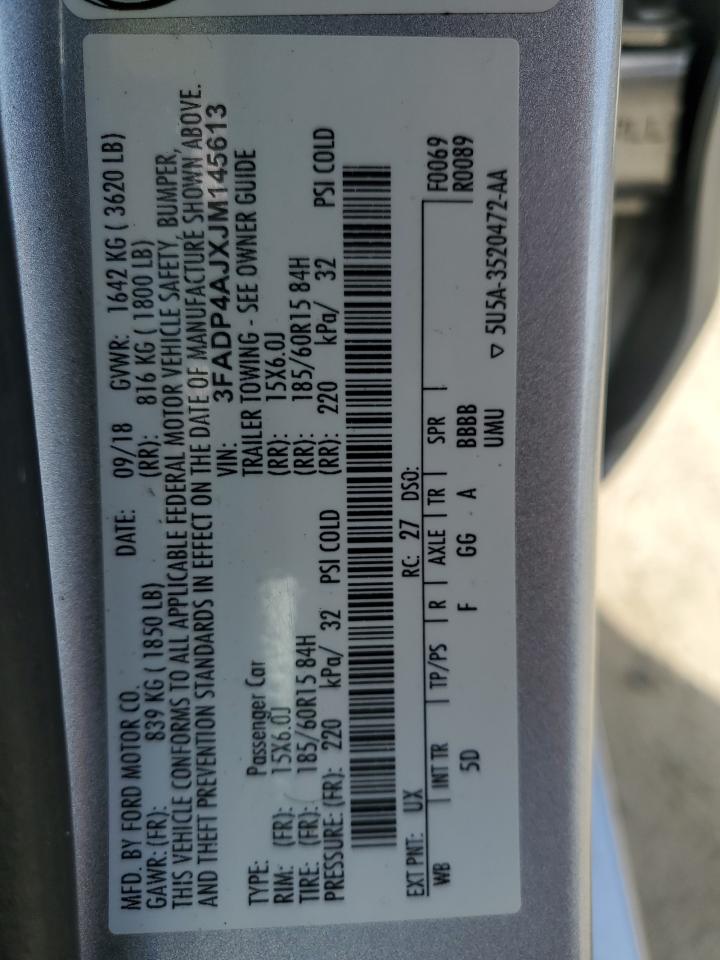 MFD. BY FORD MOTOR CO. DATE: 09/18 GVWR: 1642 KG ( 3620 LB)
GAWR: (FR): 839 KG ( 1850 LB) (RR): 816 KG ( 1800 LB)
THIS VEHICLE CONFORMS TO ALL APPLICABLE FEDERAL MOTOR VEHICLE SAFETY, BUMPER,
AND THEFT PREVENTION STANDARDS IN EFFECT ON THE DATE OF MANUFACTURE SHOWN ABOVE.
VIN: 3FADP4AJXJM145613
TYPE: Passenger Car TRAILER TOWING - SEE OWNER GUIDE
RIM: (FR): 15X6.0J (RR): 15X6.0J
TIRE: (FR): 185/60R15 84H (RR): 185/60R15 84H
PRESSURE: (FR): 220 kPa/ 32 PSI COLD (RR): 220 kPa/ 32 PSI COLD
EXT PNT: UX RC: 27 DSO: F0069
WB INT TR TP/PS R AXLE TR SPR R0089
5D F GG A BBBB
UMU
▽ 5U5A-3520472-AA